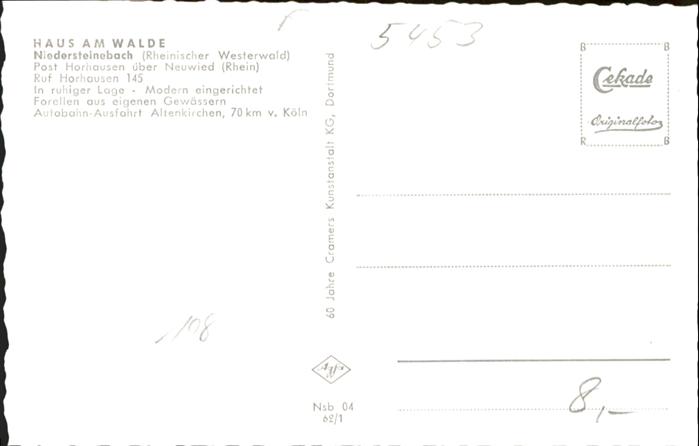 HAUS AM WALDE
Niedersteinebach (Rheinischer Westerwald)
Post Horhausen über Neuwied (Rhein)
Ruf Horhausen 145
In ruhiger Lage - Modern eingerichtet
Forellen aus eigenen Gewässern
Autobahn-Ausfahrt Altenkirchen, 70 km v. Köln
108
60 Jahre Cramers Kunstanstalt KG, Dortmund
Agfa
Nsb 04
62/1
5453
B B
Cekade
Originalfoto
R B
8,-